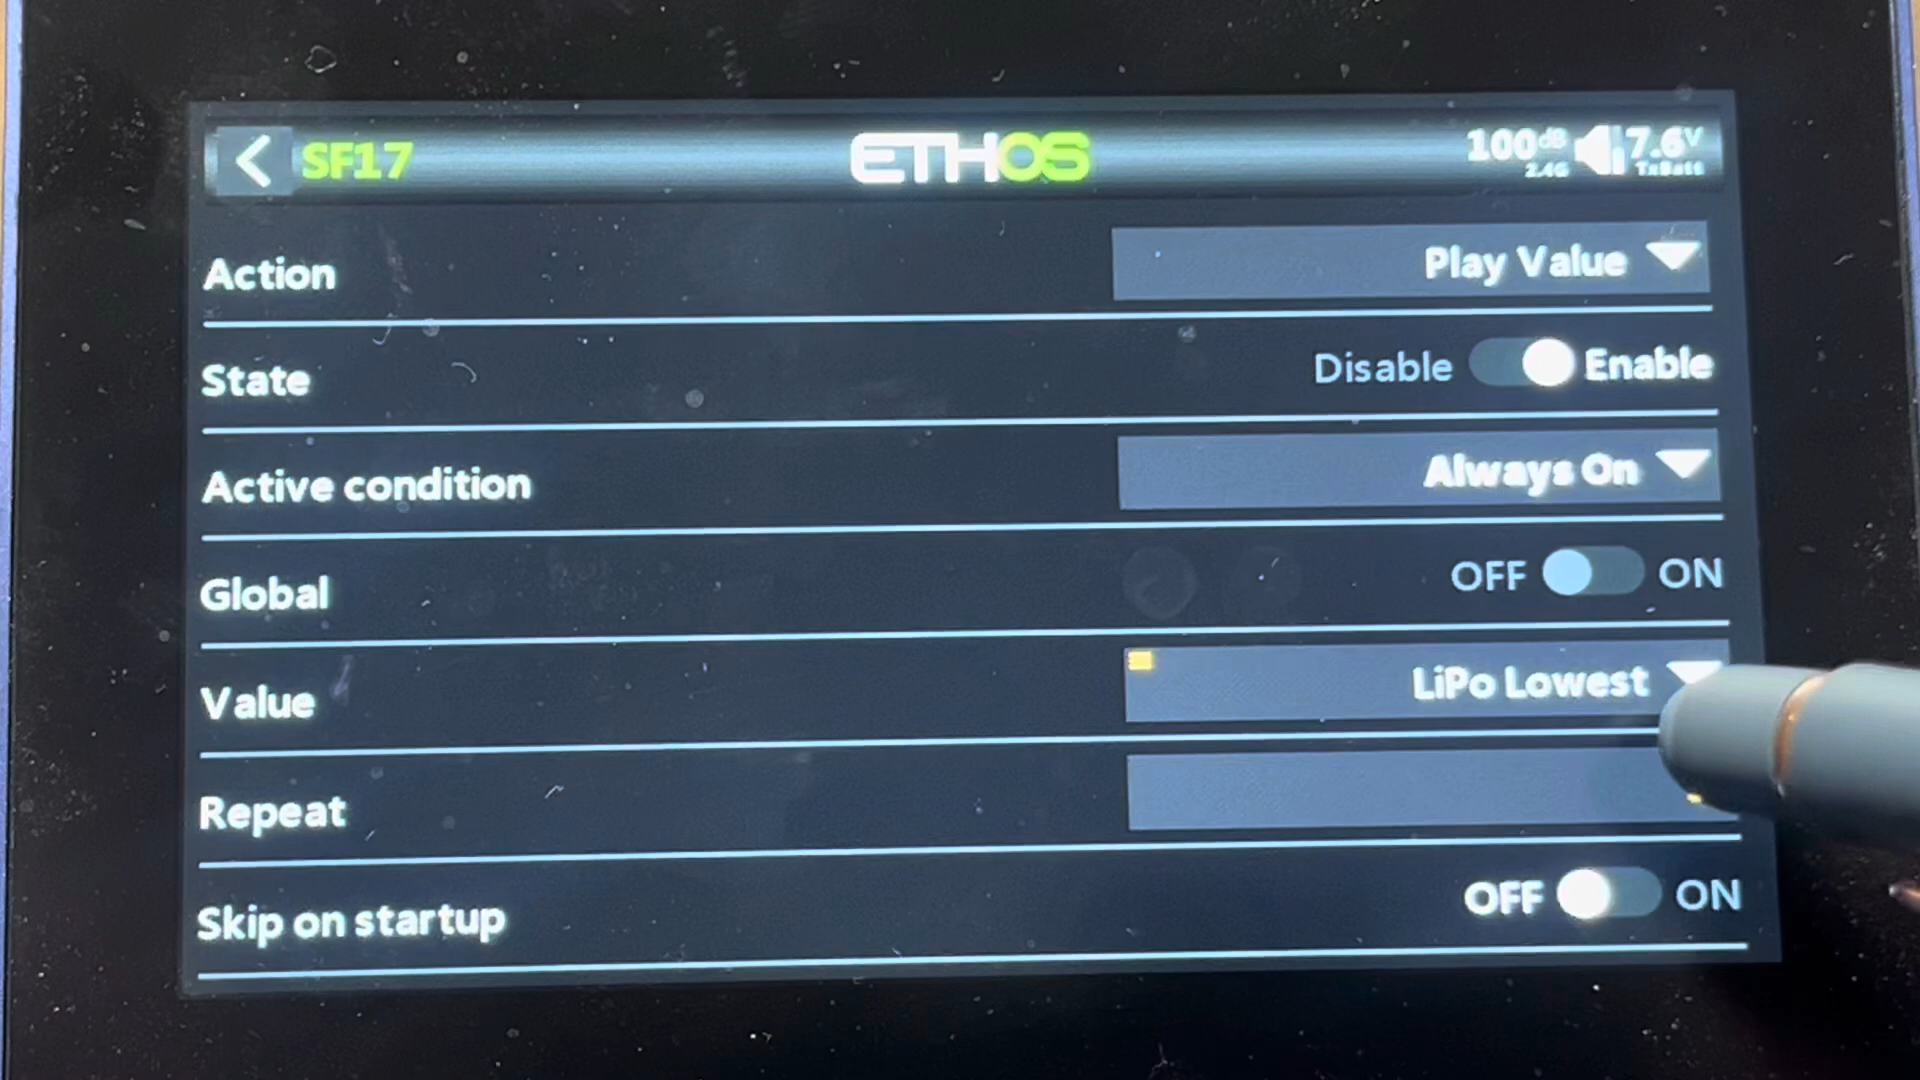 SF17 ETHOS 100dB 2.4G 7.6V TxBatt
Action Play Value
State Disable Enable
Active condition Always On
Global OFF ON
Value LiPo Lowest
Repeat
Skip on startup OFF ON